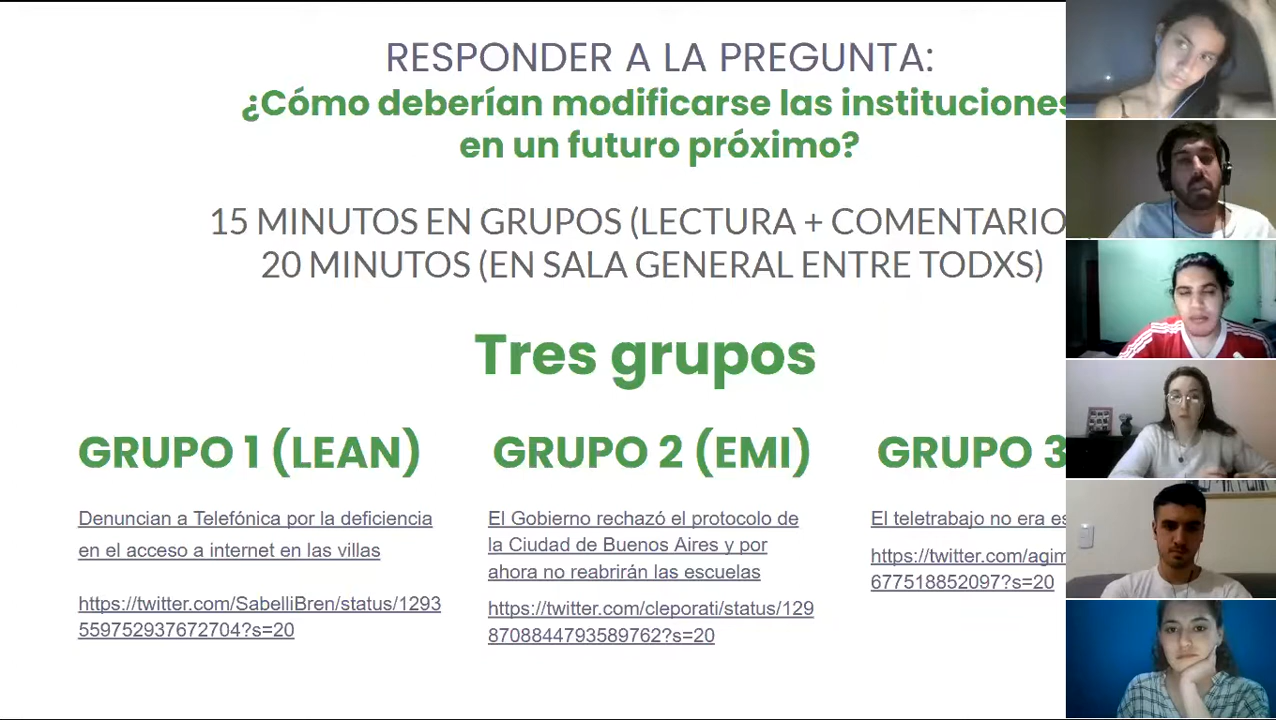 RESPONDER A LA PREGUNTA:
¿Cómo deberían modificarse las instituciones
en un futuro próximo?
15 MINUTOS EN GRUPOS (LECTURA + COMENTARIO
20 MINUTOS (EN SALA GENERAL ENTRE TODXS)
Tres grupos
GRUPO 1 (LEAN)
Denuncian a Telefónica por la deficiencia
en el acceso a internet en las villas
https://twitter.com/SabelliBren/status/1293
559752937672704?s=20
GRUPO 2 (EMI)
El Gobierno rechazó el protocolo de
la Ciudad de Buenos Aires y por
ahora no reabrirán las escuelas
https://twitter.com/cleporati/status/129
8708844793589762?s=20
GRUPO 3
El teletrabajo no era es
https://twitter.com/agim
677518852097?s=20